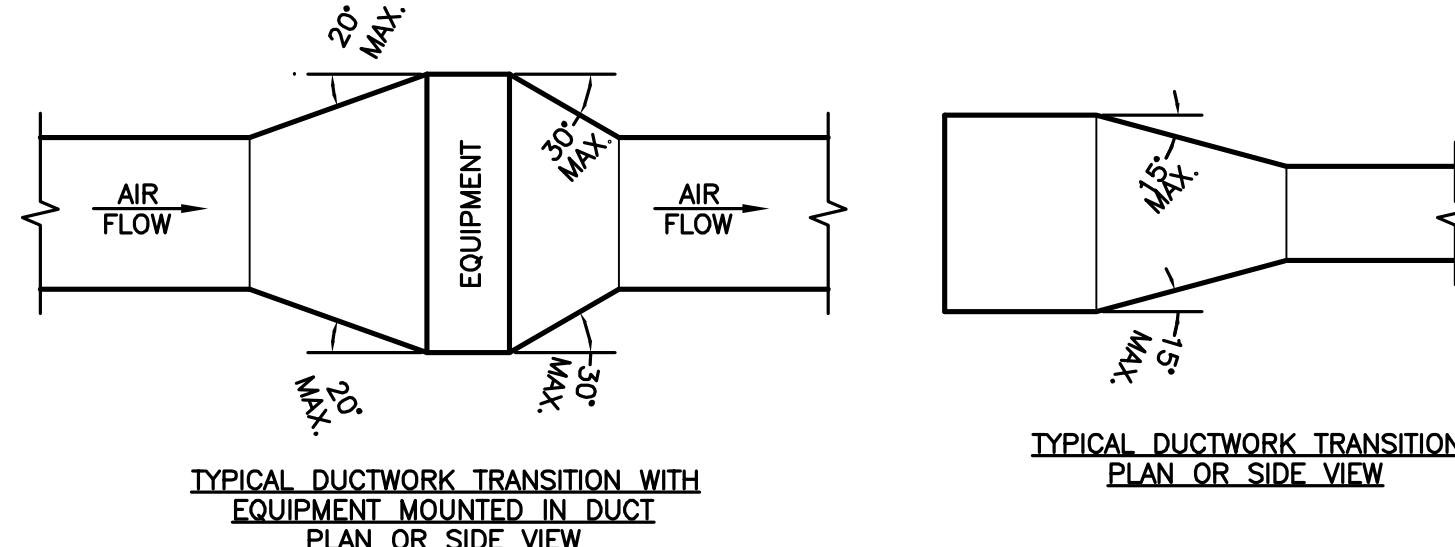 20°
MAX.
30°
MAX.
AIR
FLOW
EQUIPMENT
AIR
FLOW
20°
MAX.
30°
MAX.
TYPICAL DUCTWORK TRANSITION WITH
EQUIPMENT MOUNTED IN DUCT
PLAN OR SIDE VIEW
15°
MAX.
15°
MAX.
TYPICAL DUCTWORK TRANSITION
PLAN OR SIDE VIEW